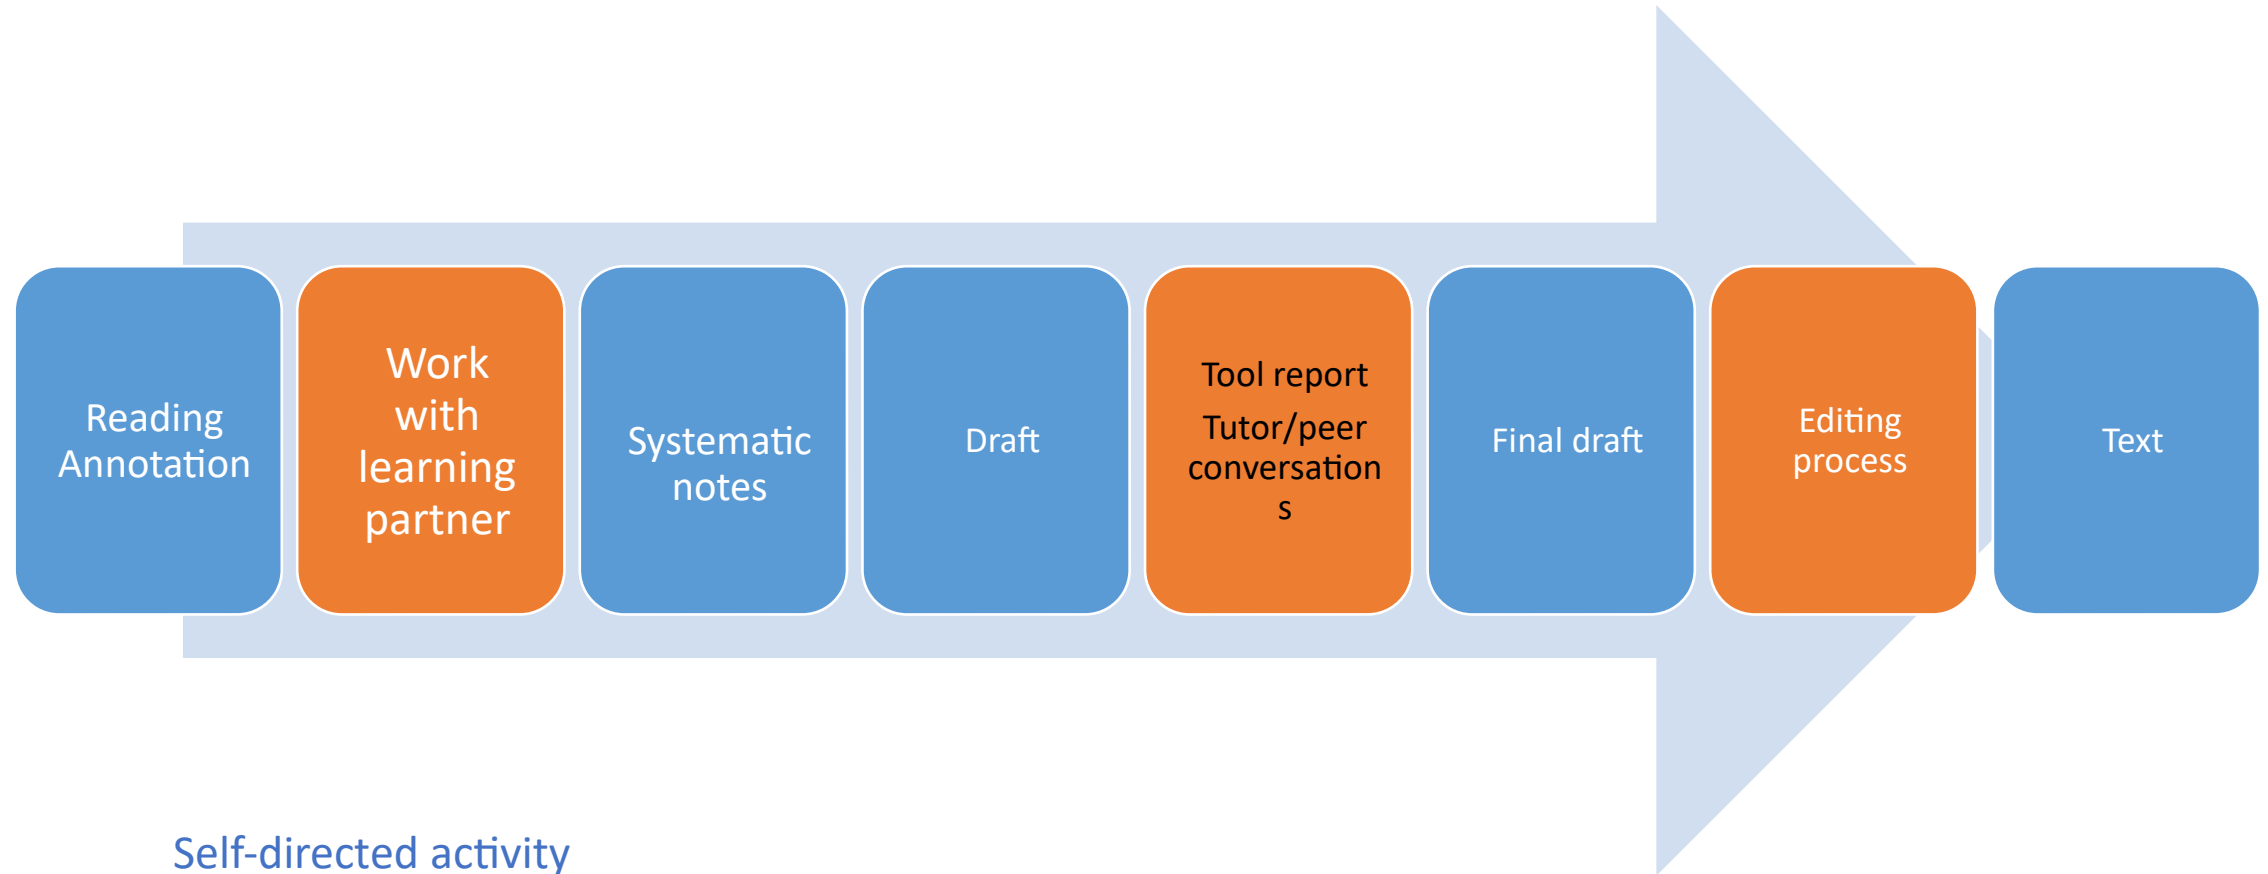 Reading
Annotation
Work
with
learning
partner
Systematic
notes
Draft
Tool report
Tutor/peer
conversation
s
Final draft
Editing
process
Text
Self-directed activity